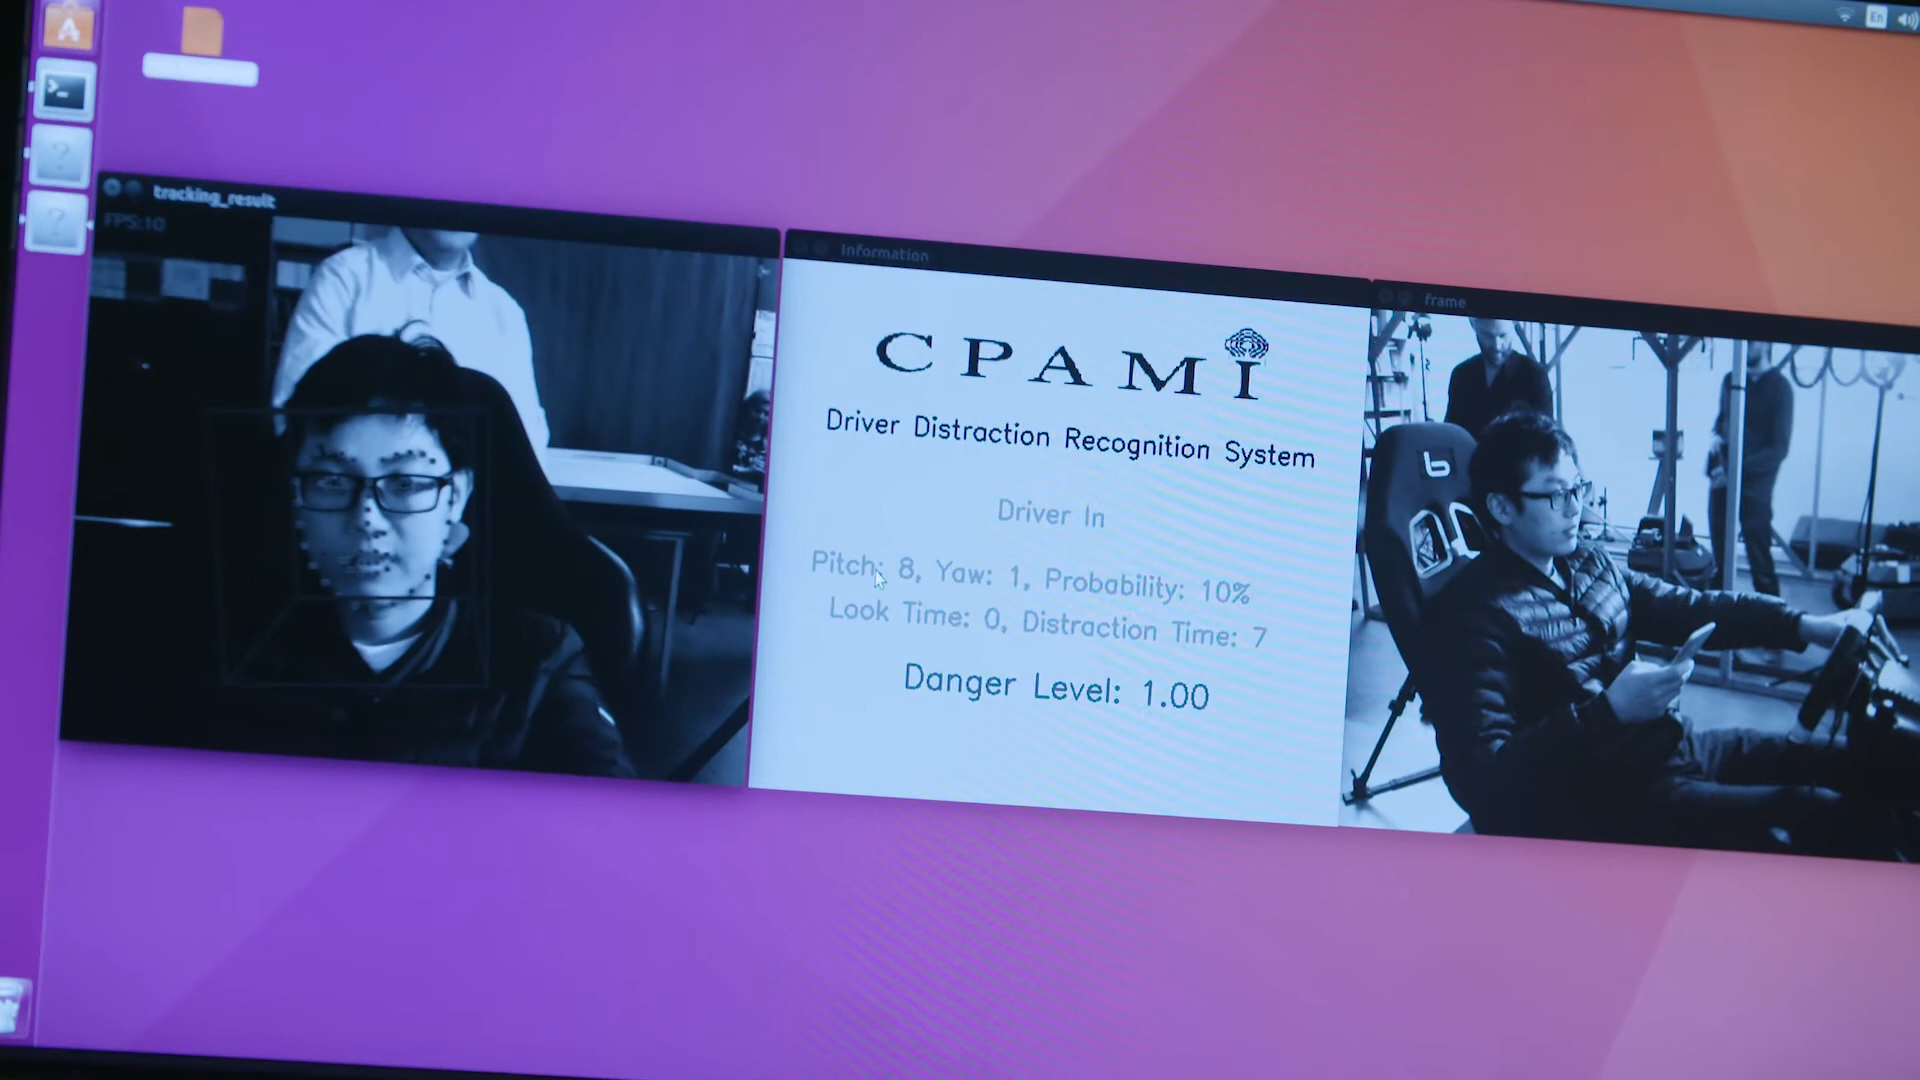 En
tracking_result
FPS:10
Information
CPAMI
Driver Distraction Recognition System
Driver In
Pitch: 8, Yaw: 1, Probability: 10%
Look Time: 0, Distraction Time: 7
Danger Level: 1.00
frame
b